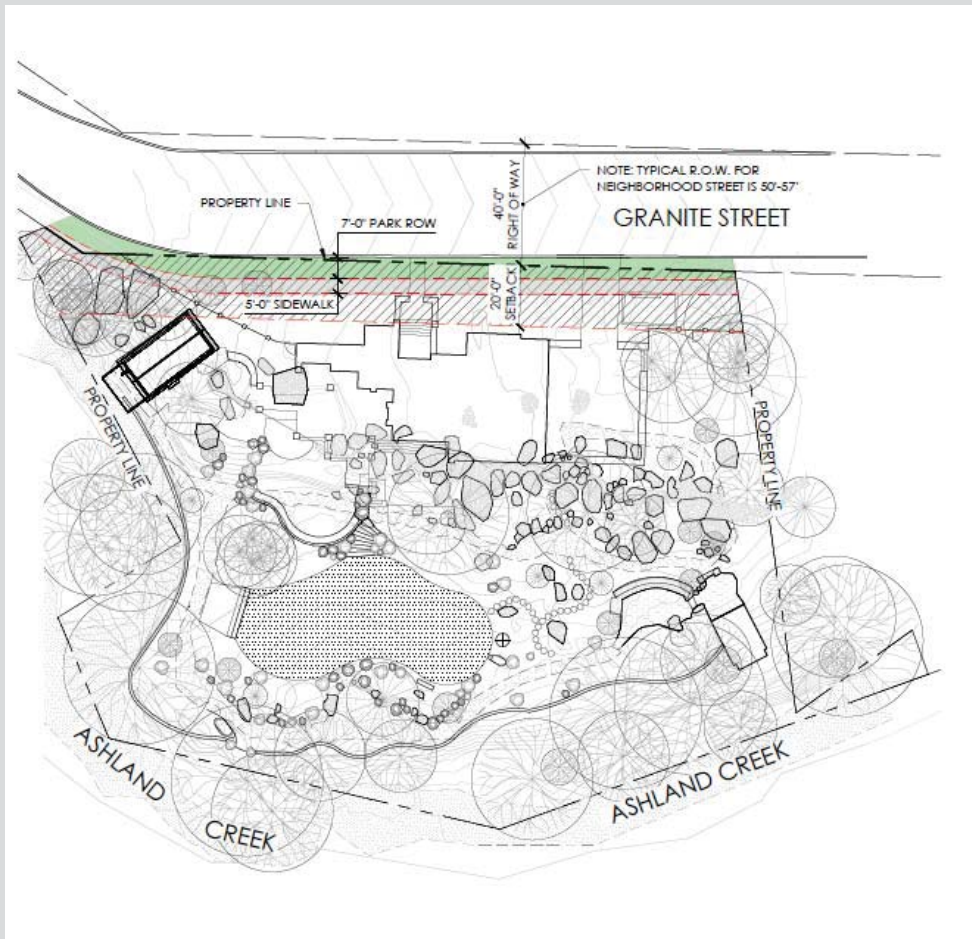 NOTE: TYPICAL R.O.W. FOR
NEIGHBORHOOD STREET IS 50'-57'
GRANITE STREET
40'-0"
RIGHT OF WAY
PROPERTY LINE
7'-0" PARK ROW
20'-0"
SETBACK
5'-0" SIDEWALK
PROPERTY LINE
PROPERTY LINE
ASHLAND
CREEK
ASHLAND CREEK